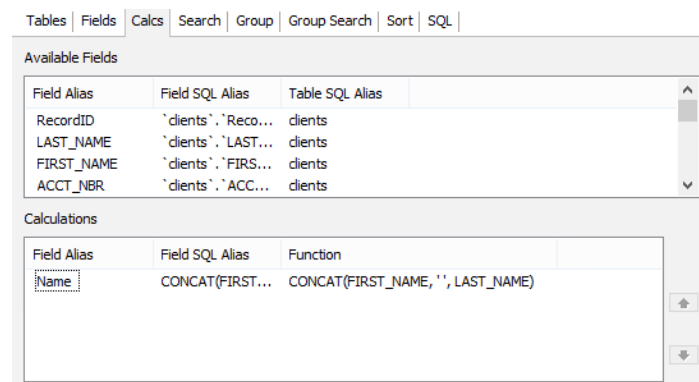 Tables Fields Calcs Search Group Group Search Sort SQL
Available Fields
Field Alias Field SQL Alias Table SQL Alias
RecordID `clients`.`Reco... clients
LAST_NAME `clients`.`LAST... clients
FIRST_NAME `clients`.`FIRS... clients
ACCT_NBR `clients`.`ACC... clients
Calculations
Field Alias Field SQL Alias Function
Name CONCAT(FIRST... CONCAT(FIRST_NAME, ' ', LAST_NAME)